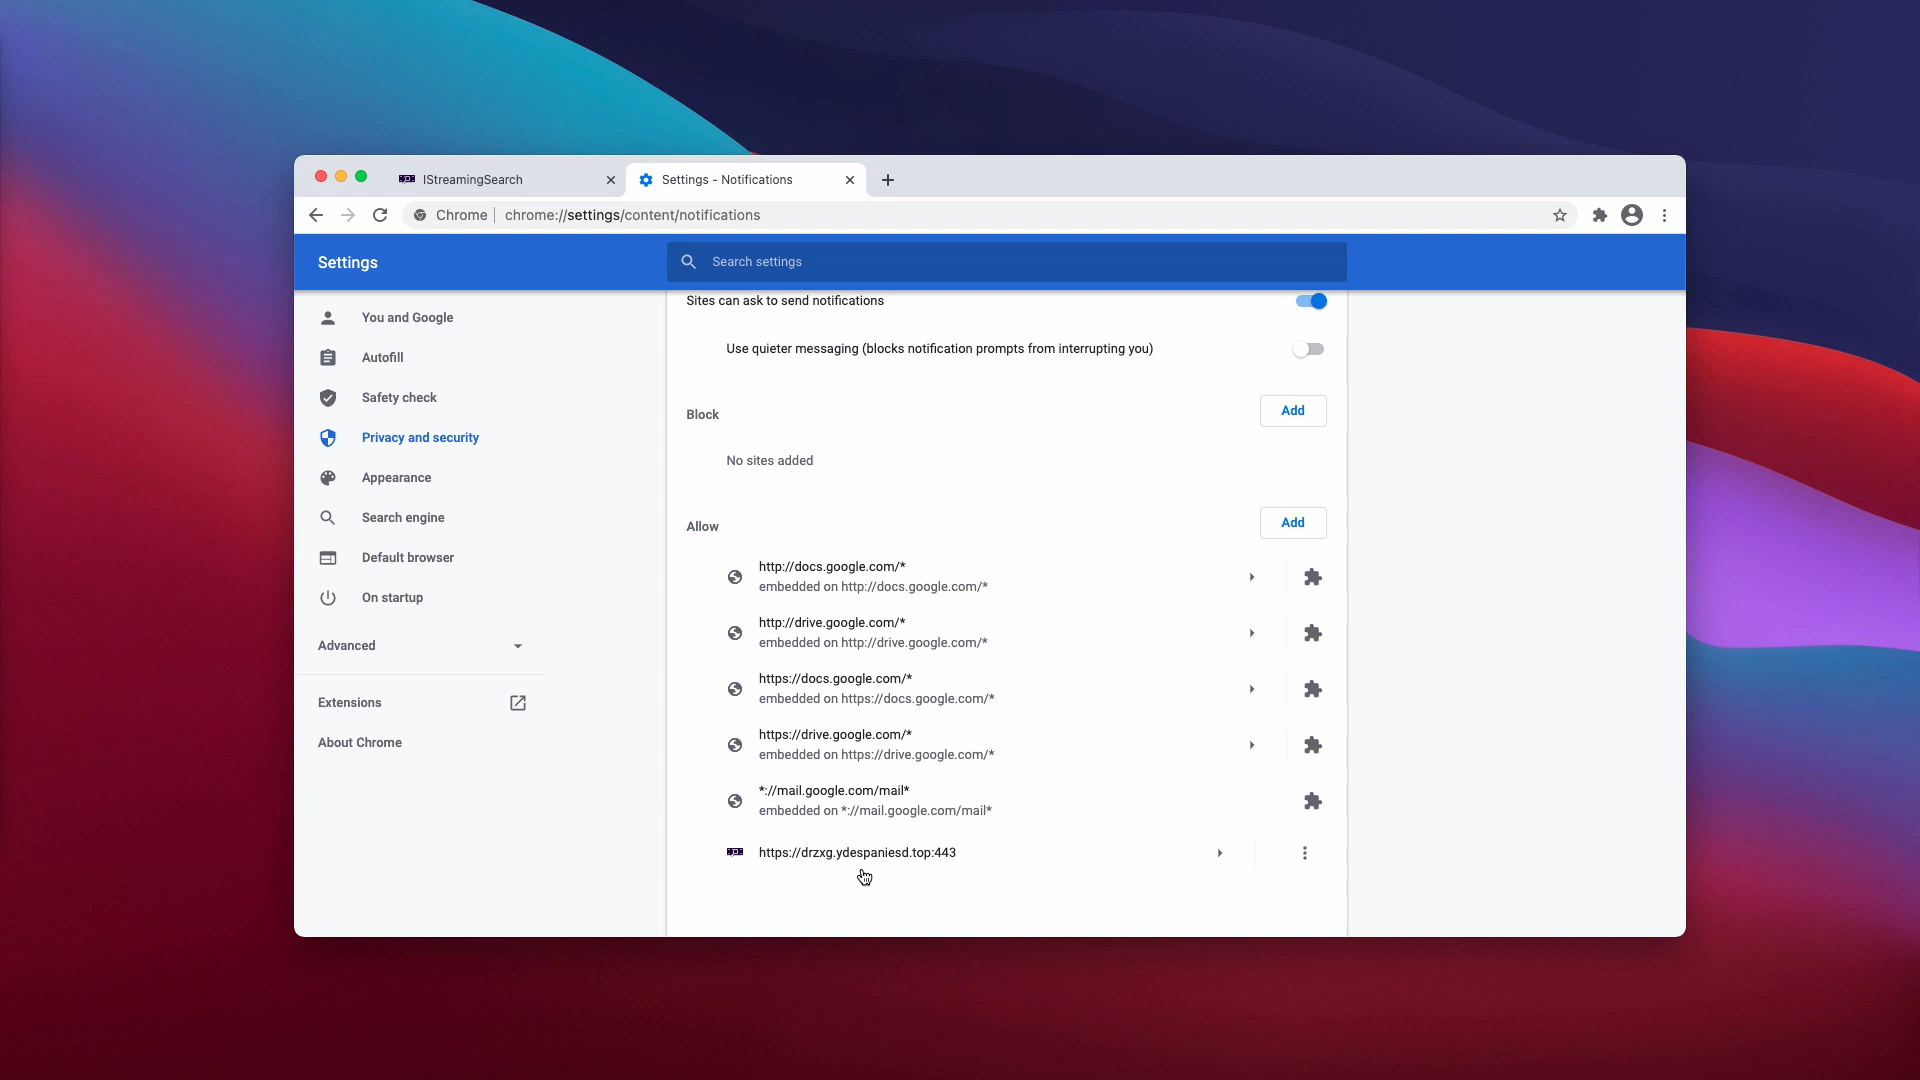 IStreamingSearch
Settings - Notifications
Chrome
chrome://settings/content/notifications
Settings
Search settings
You and Google
Autofill
Safety check
Privacy and security
Appearance
Search engine
Default browser
On startup
Advanced
Extensions
About Chrome
Sites can ask to send notifications
Use quieter messaging (blocks notification prompts from interrupting you)
Block
Add
No sites added
Allow
Add
http://docs.google.com/*
embedded on http://docs.google.com/*
http://drive.google.com/*
embedded on http://drive.google.com/*
https://docs.google.com/*
embedded on https://docs.google.com/*
https://drive.google.com/*
embedded on https://drive.google.com/*
*://mail.google.com/mail*
embedded on *://mail.google.com/mail*
https://drzxg.ydespaniesd.top:443